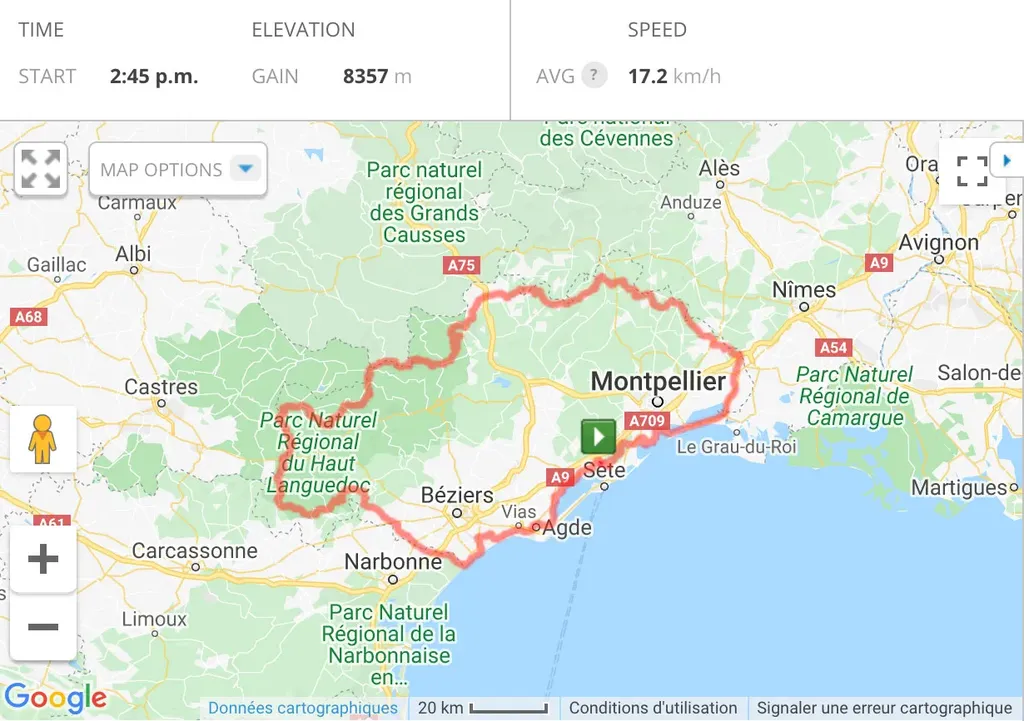 TIME
ELEVATION
SPEED
START 2:45 p.m.
GAIN 8357 m
AVG ? 17.2 km/h
MAP OPTIONS
Parc national
des Cévennes
Parc naturel
régional
des Grands
Causses
Alès
Anduze
Ora
Carmaux
Albi
Gaillac
A75
Avignon
A9
Nîmes
A68
A54
Castres
Montpellier
Parc Naturel
Régional de
Camargue
Salon-de
Parc Naturel
Régional
du Haut
Languedoc
A709
Le Grau-du-Roi
A9
Sète
Béziers
Vias
Agde
Martigues
A61
Carcassonne
Narbonne
Limoux
Parc Naturel
Régional de la
Narbonnaise
en...
+
−
Google
Données cartographiques
20 km
Conditions d'utilisation
Signaler une erreur cartographique